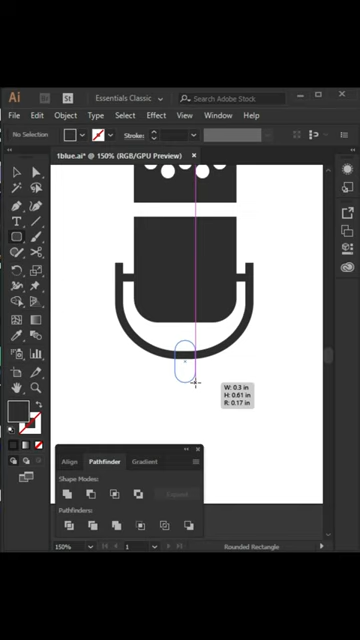 Ai Br St Essentials Classic Search Adobe Stock
File Edit Object Type Select Effect View Window
No Selection Stroke:
1blue.ai* @ 150% (RGB/GPU Preview)
W: 0.3 in
H: 0.61 in
R: 0.17 in
Align Pathfinder Gradient
Shape Modes:
Expand
Pathfinders:
150% 1 Rounded Rectangle